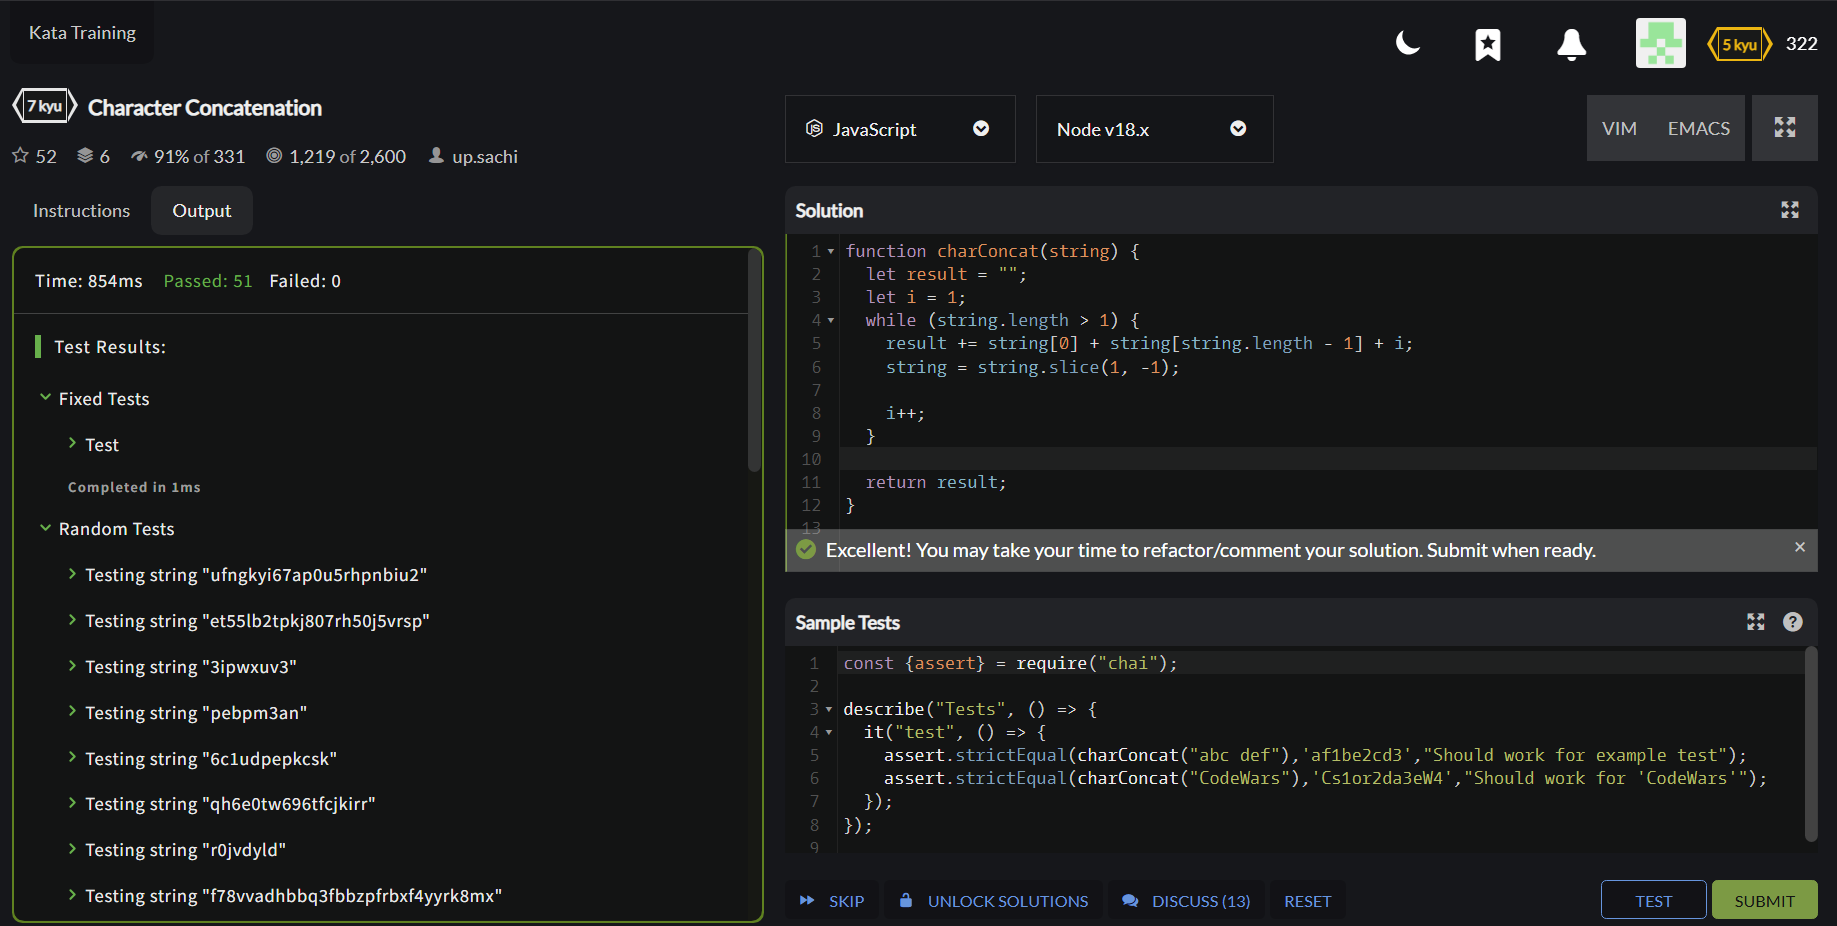 Kata Training
5 kyu 322
7 kyu Character Concatenation
52 6 91% of 331 1,219 of 2,600 up.sachi
JavaScript Node v18.x VIM EMACS
Instructions Output
Time: 854ms Passed: 51 Failed: 0
Test Results:
Fixed Tests
Test
Completed in 1ms
Random Tests
Testing string "ufngkyi67ap0u5rhpnbiu2"
Testing string "et55lb2tpkj807rh50j5vrsp"
Testing string "3ipwxuv3"
Testing string "pebpm3an"
Testing string "6c1udpepkcsk"
Testing string "qh6e0tw696tfcjkirr"
Testing string "r0jvdyld"
Testing string "f78vvadhbbq3fbbzpfrbxf4yyrk8mx"
Solution
1 function charConcat(string) {
2 let result = "";
3 let i = 1;
4 while (string.length > 1) {
5 result += string[0] + string[string.length - 1] + i;
6 string = string.slice(1, -1);
7
8 i++;
9 }
10
11 return result;
12 }
13
Excellent! You may take your time to refactor/comment your solution. Submit when ready.
Sample Tests
1 const {assert} = require("chai");
2
3 describe("Tests", () => {
4 it("test", () => {
5 assert.strictEqual(charConcat("abc def"),'af1be2cd3',"Should work for example test");
6 assert.strictEqual(charConcat("CodeWars"),'Cs1or2da3eW4',"Should work for 'CodeWars'");
7 });
8 });
9
SKIP UNLOCK SOLUTIONS DISCUSS (13) RESET TEST SUBMIT